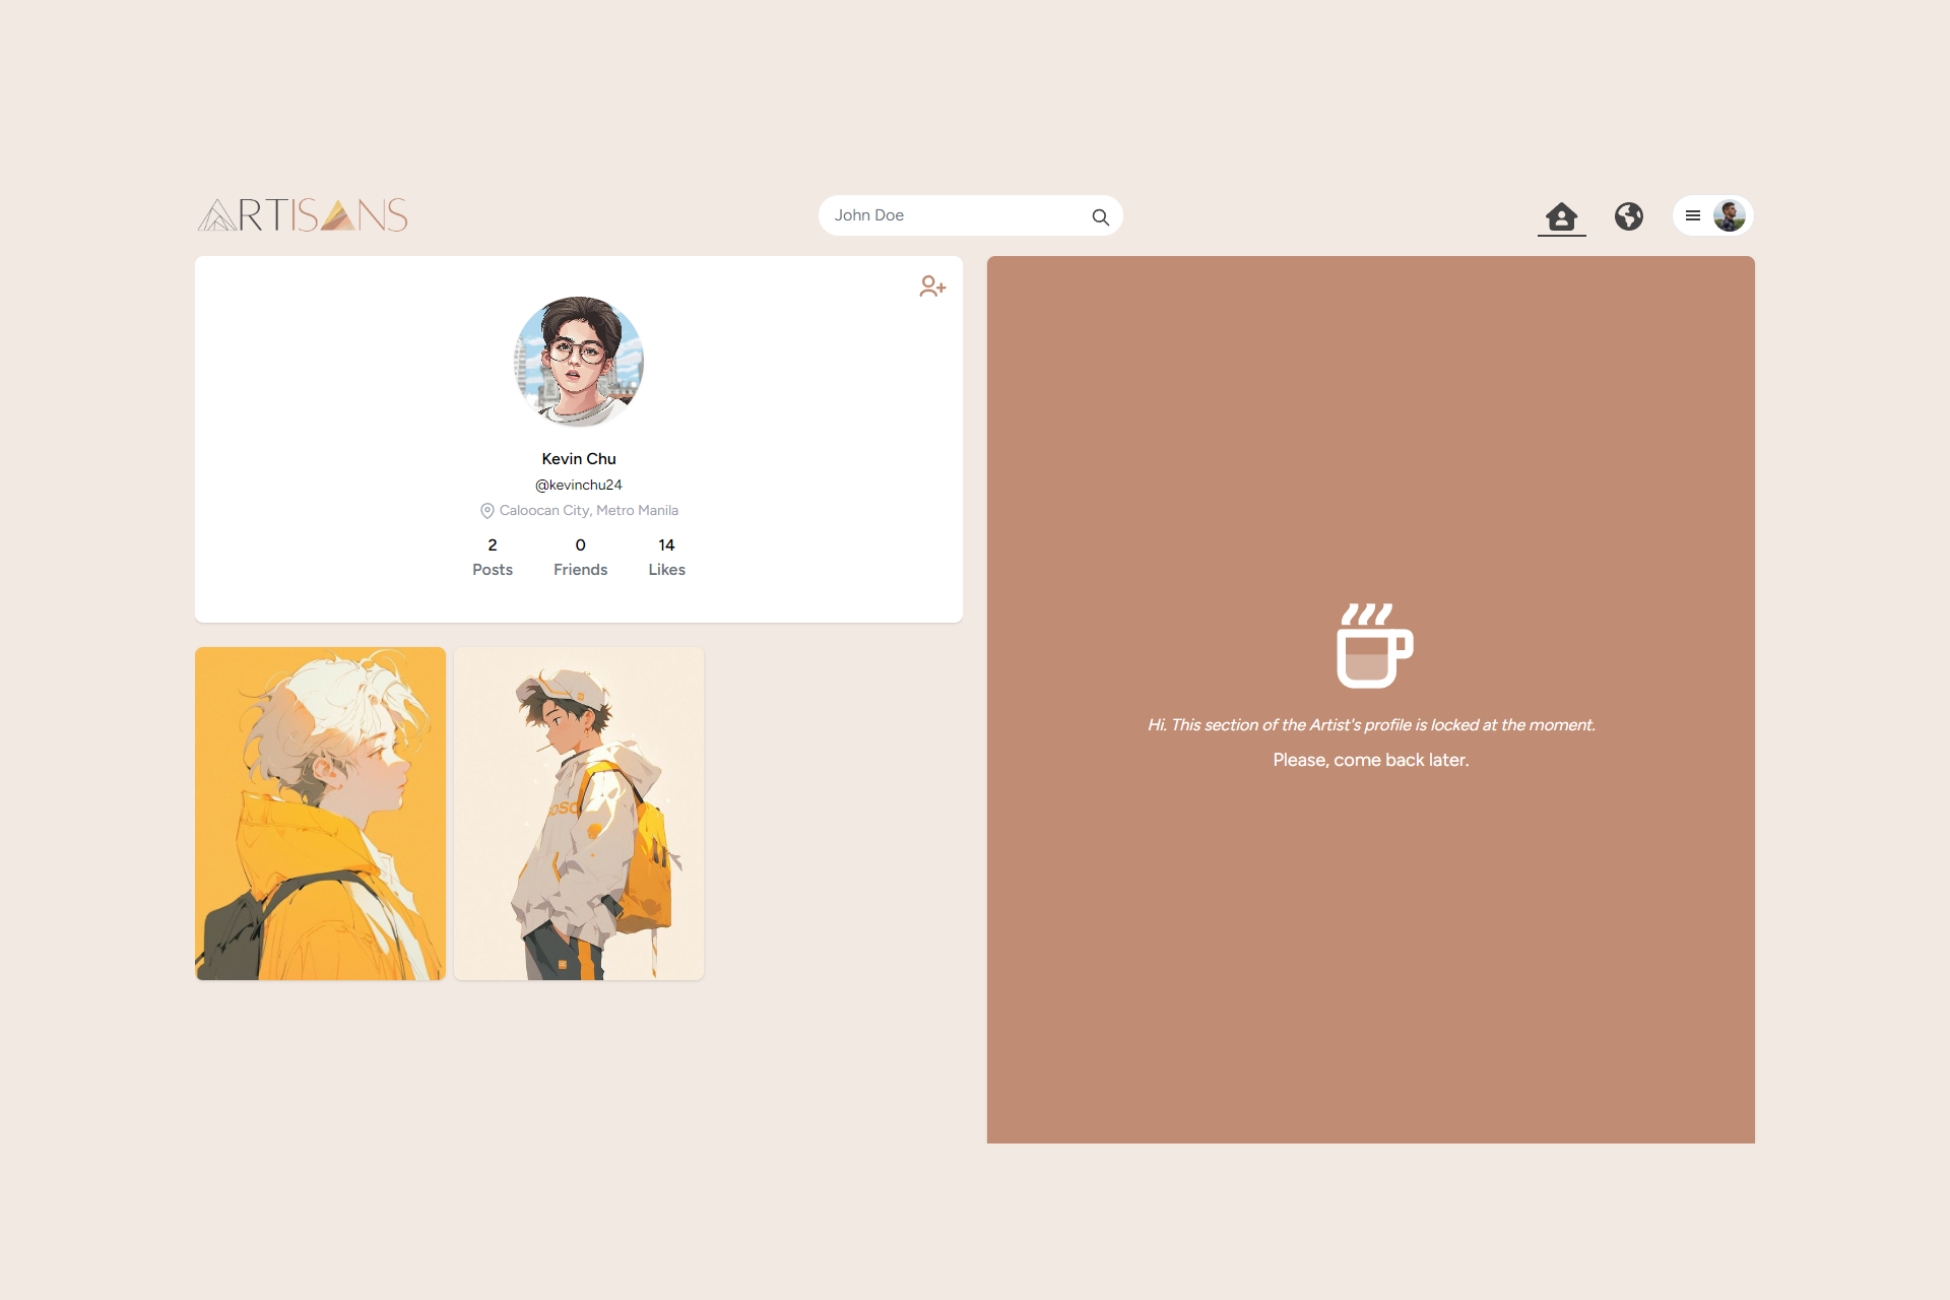 ARTISANS
John Doe
Kevin Chu
@kevinchu24
Caloocan City, Metro Manila
2 0 14
Posts Friends Likes
Hi. This section of the Artist's profile is locked at the moment.
Please, come back later.